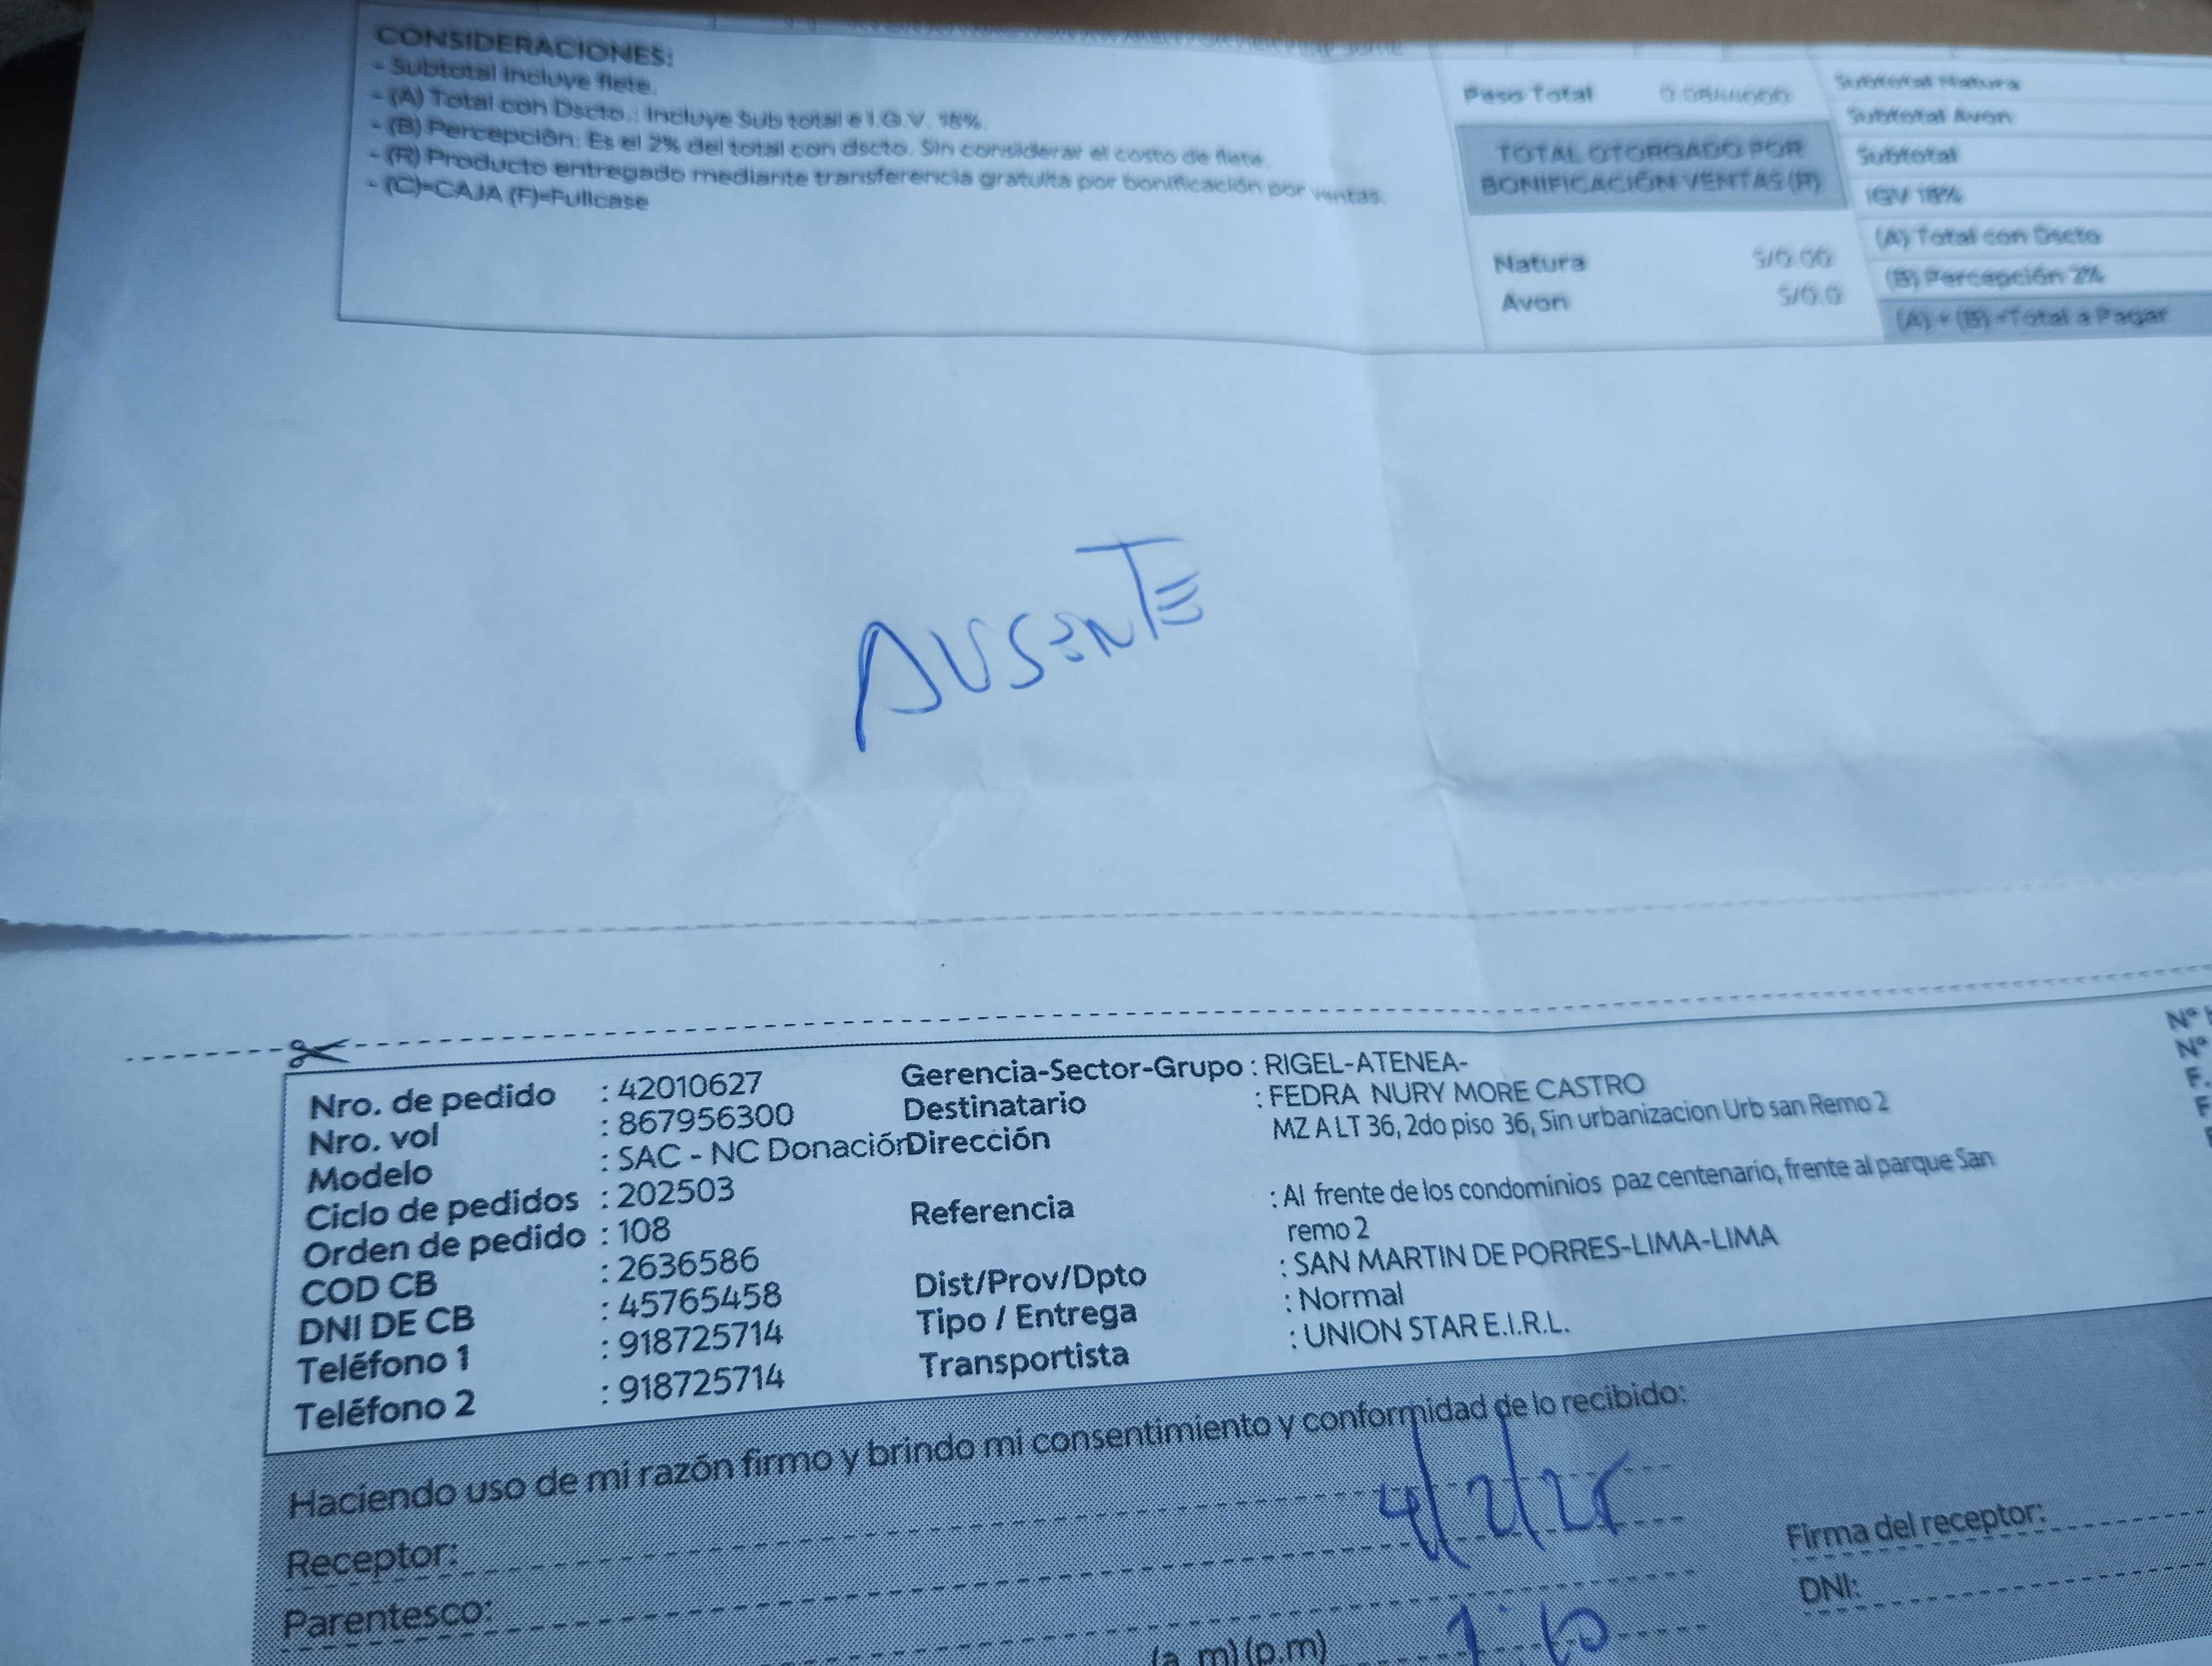 CONSIDERACIONES:
- Subtotal incluye flete.
- (A) Total con Dscto.: Incluye Sub total e I.G.V. 18%.
- (B) Percepción: Es el 2% del total con dscto. Sin considerar el costo de flete.
- (R) Producto entregado mediante transferencia gratuita por bonificación por ventas.
- (C)=CAJA (F)=Fullcase
Peso Total
TOTAL OTORGADO POR
BONIFICACIÓN VENTAS (R)
Natura S/0.00
Avon S/0.0
Subtotal Natura
Subtotal Avon
Subtotal
IGV 18%
(A) Total con Dscto
(B) Percepción 2%
(A) + (B) =Total a Pagar
AUSENTE
Nro. de pedido : 42010627
Nro. vol : 867956300
Modelo : SAC - NC Donación
Ciclo de pedidos : 202503
Orden de pedido : 108
COD CB : 2636586
DNI DE CB : 45765458
Teléfono 1 : 918725714
Teléfono 2 : 918725714
Gerencia-Sector-Grupo : RIGEL-ATENEA-
Destinatario : FEDRA NURY MORE CASTRO
Dirección MZ A LT 36, 2do piso 36, Sin urbanizacion Urb san Remo 2
Referencia : Al frente de los condominios paz centenario, frente al parque San
remo 2
Dist/Prov/Dpto : SAN MARTIN DE PORRES-LIMA-LIMA
Tipo / Entrega : Normal
Transportista : UNION STAR E.I.R.L.
Nº
Nº
F.
Haciendo uso de mi razón firmo y brindo mi consentimiento y conformidad de lo recibido:
Receptor:
4/2/25
Parentesco:
(a. m) (p.m)
Firma del receptor:
DNI: